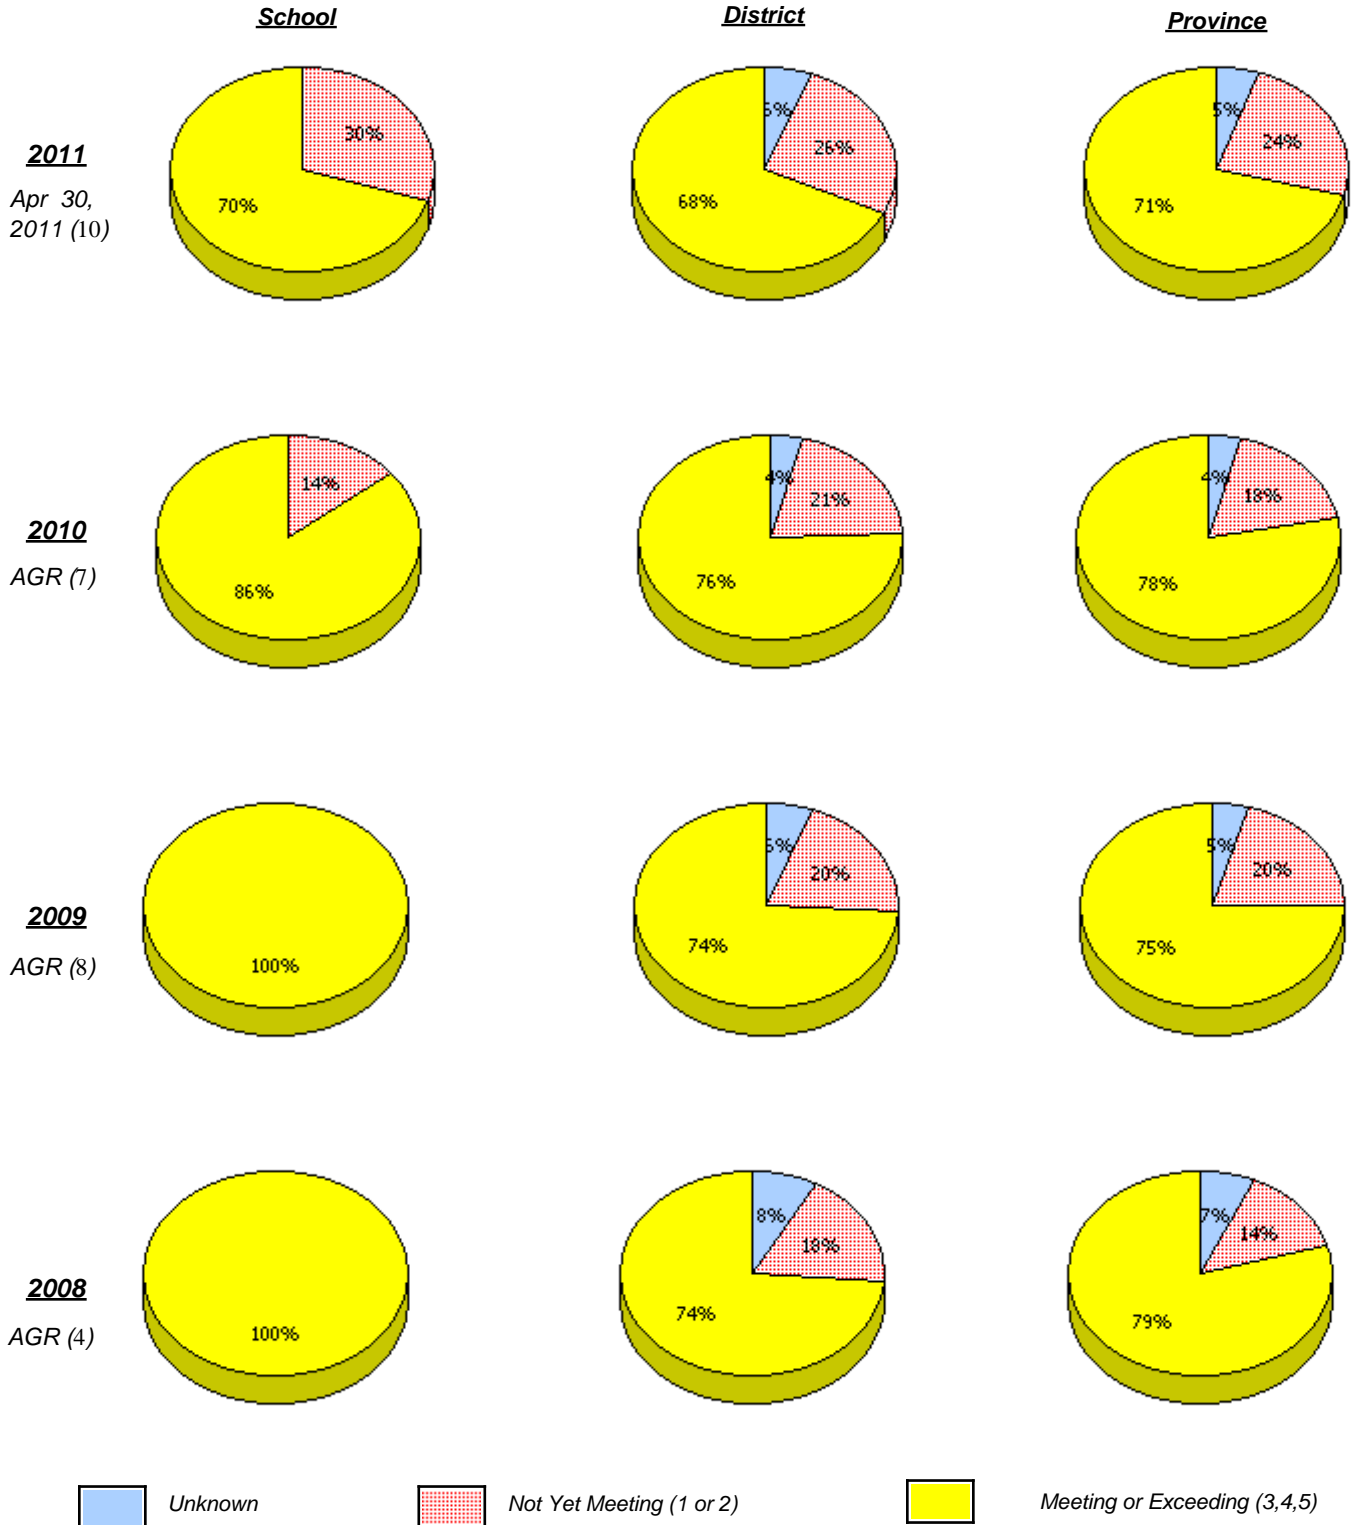 School District Province
30% 26% 5% 24%
2011
Apr 30,
2011 (10)
70% 68% 71%
14% 4% 21% 4% 18%
2010
AGR (7)
86% 76% 78%
20% 5% 20%
2009
AGR (8)
100% 74% 75%
8% 18% 7% 14%
2008
AGR (4)
100% 74% 79%
Unknown Not Yet Meeting (1 or 2) Meeting or Exceeding (3,4,5)